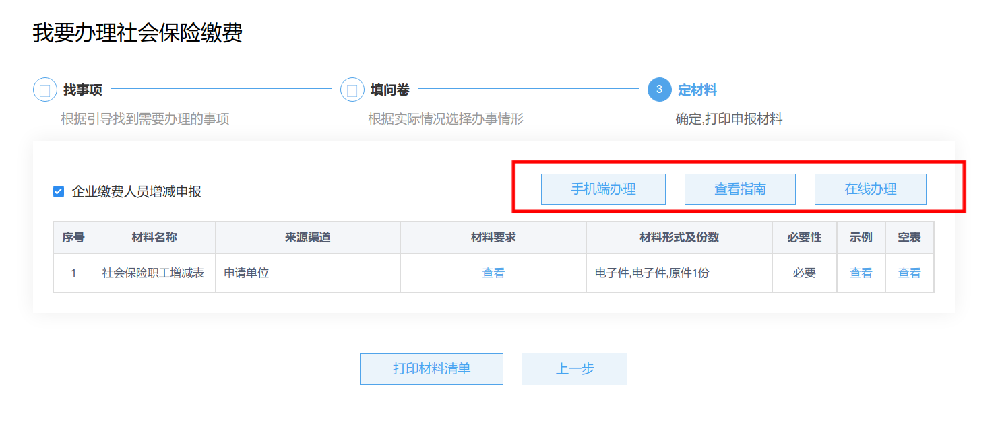 我要办理社会保险缴费
找事项
填问卷
3 定材料
根据引导找到需要办理的事项
根据实际情况选择办事情形
确定,打印申报材料
企业缴费人员增减申报
手机端办理 查看指南 在线办理
序号 材料名称 来源渠道 材料要求 材料形式及份数 必要性 示例 空表
1 社会保险职工增减表 申请单位 查看 电子件,电子件,原件1份 必要 查看 查看
打印材料清单 上一步